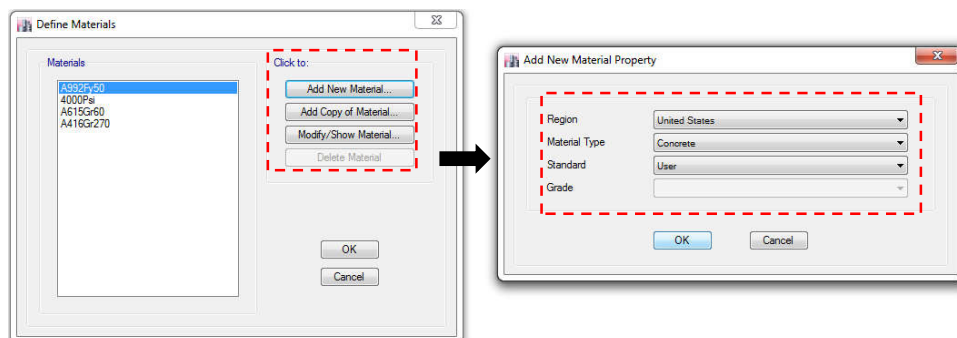 Define Materials
Materials
A992Fy50
4000Psi
A615Gr60
A416Gr270
Click to:
Add New Material...
Add Copy of Material...
Modify/Show Material...
Delete Material
OK
Cancel
Add New Material Property
Region United States
Material Type Concrete
Standard User
Grade
OK Cancel